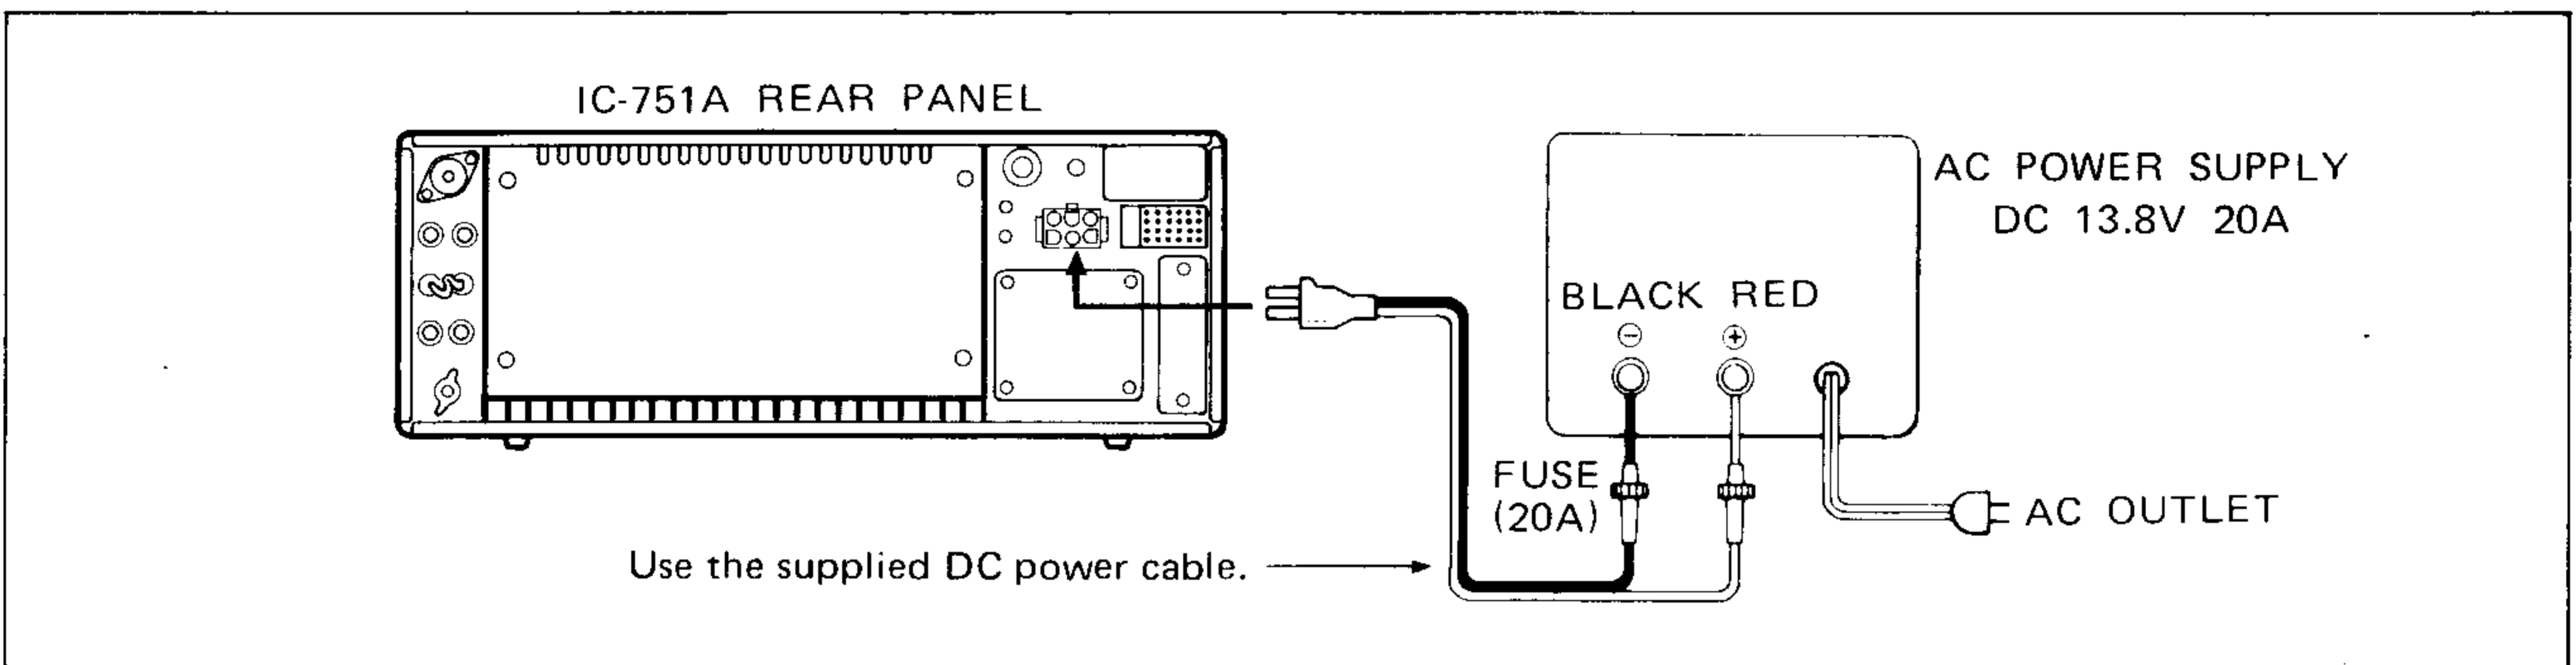 IC-751A REAR PANEL
AC POWER SUPPLY
DC 13.8V 20A
BLACK RED
⊖ ⊕
FUSE
(20A)
AC OUTLET
Use the supplied DC power cable.